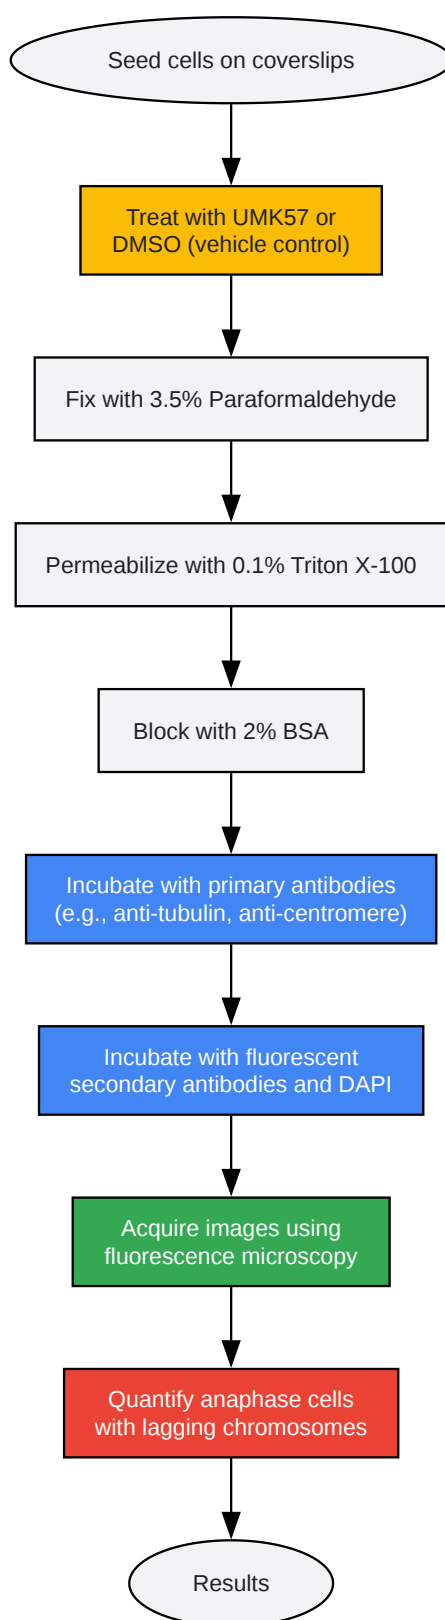 Seed cells on coverslips
Treat with UMK57 or
DMSO (vehicle control)
Fix with 3.5% Paraformaldehyde
Permeabilize with 0.1% Triton X-100
Block with 2% BSA
Incubate with primary antibodies
(e.g., anti-tubulin, anti-centromere)
Incubate with fluorescent
secondary antibodies and DAPI
Acquire images using
fluorescence microscopy
Quantify anaphase cells
with lagging chromosomes
Results